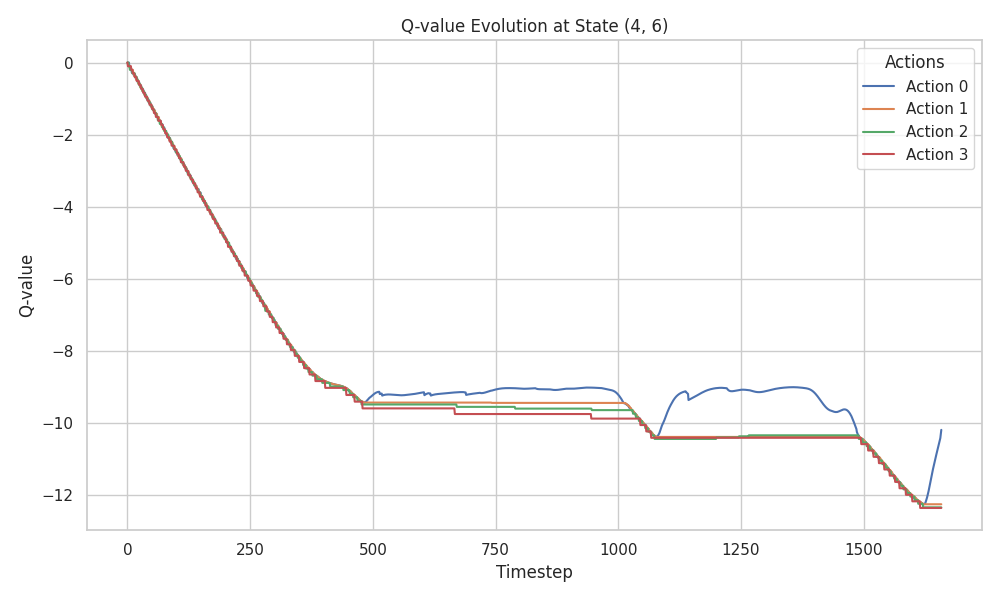 Q-value Evolution at State (4, 6)
Actions
Action 0
Action 1
Action 2
Action 3
Q-value
0
−2
−4
−6
−8
−10
−12
0 250 500 750 1000 1250 1500
Timestep